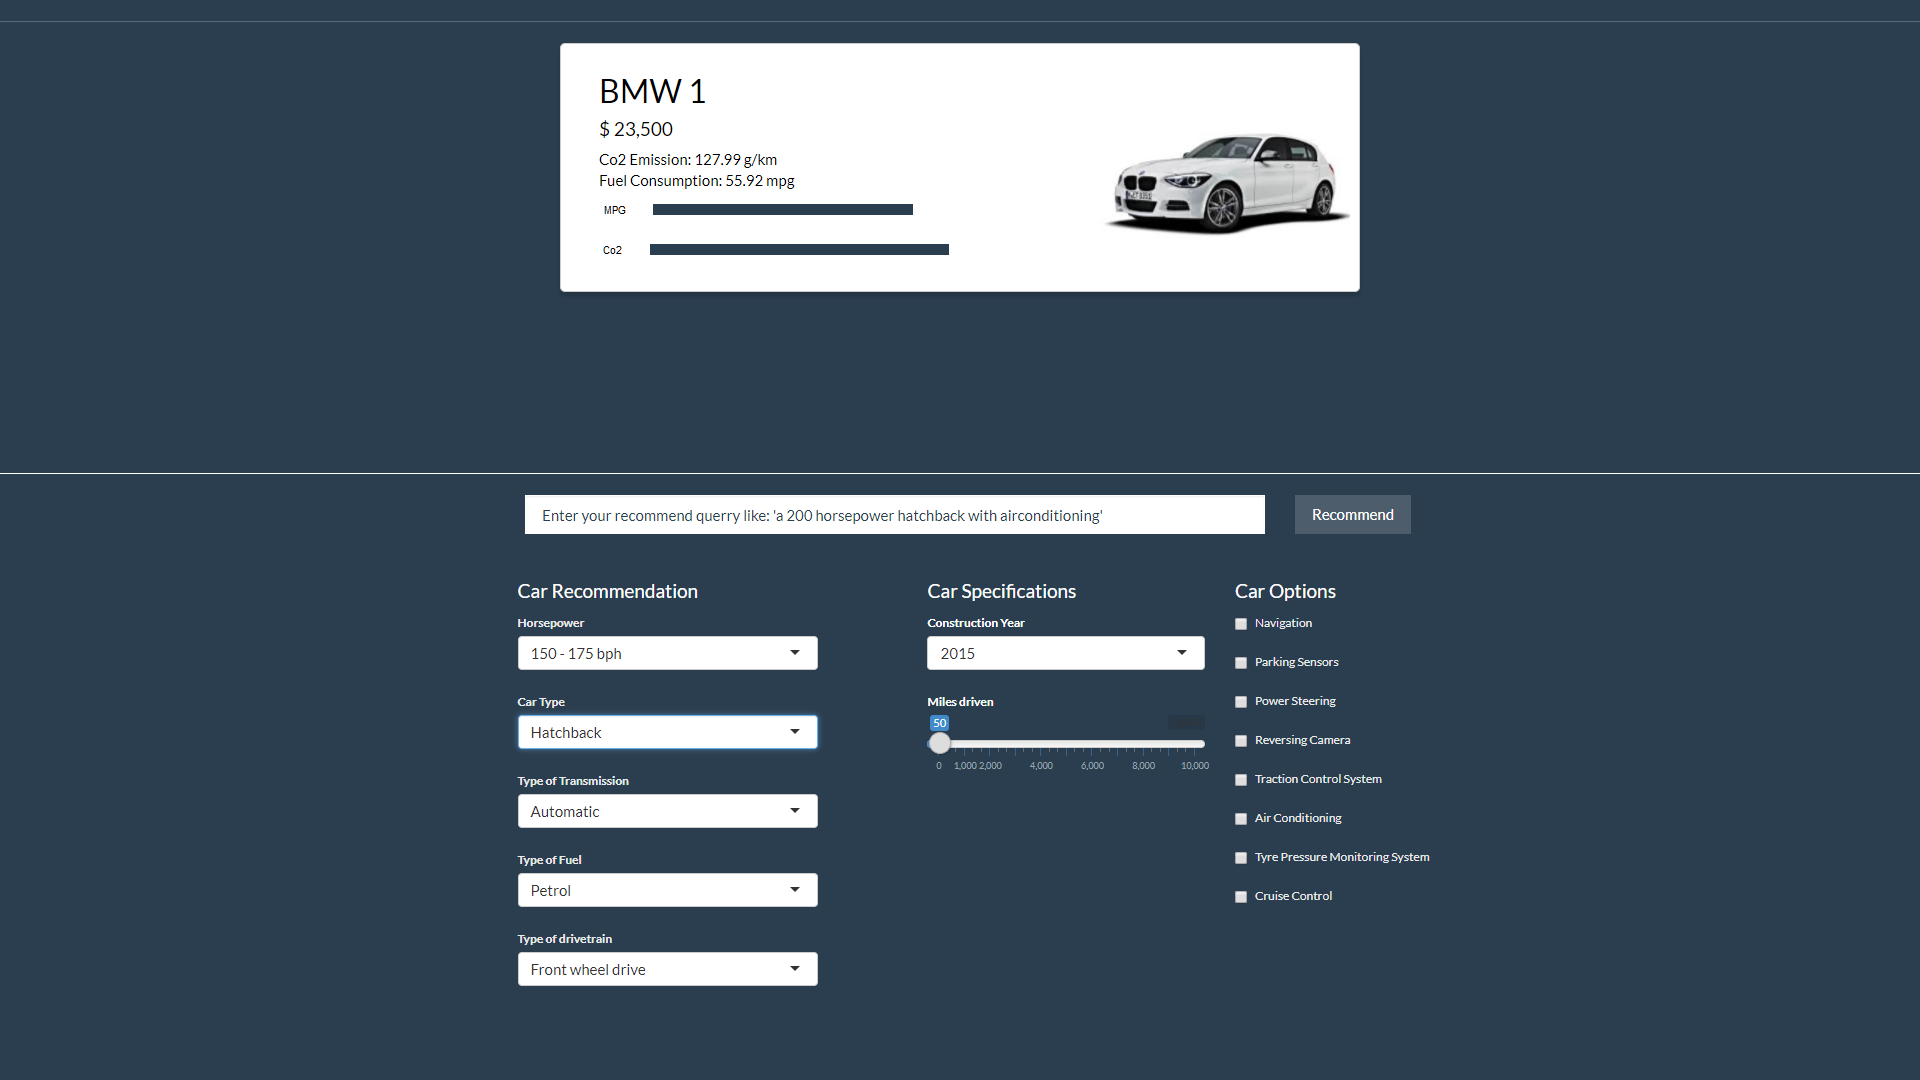 BMW 1
$ 23,500
Co2 Emission: 127.99 g/km
Fuel Consumption: 55.92 mpg
MPG
Co2
Enter your recommend querry like: 'a 200 horsepower hatchback with airconditioning'
Recommend
Car Recommendation
Horsepower
150 - 175 bph
Car Type
Hatchback
Type of Transmission
Automatic
Type of Fuel
Petrol
Type of drivetrain
Front wheel drive
Car Specifications
Construction Year
2015
Miles driven
50
0 1,000 2,000 4,000 6,000 8,000 10,000
Car Options
Navigation
Parking Sensors
Power Steering
Reversing Camera
Traction Control System
Air Conditioning
Tyre Pressure Monitoring System
Cruise Control